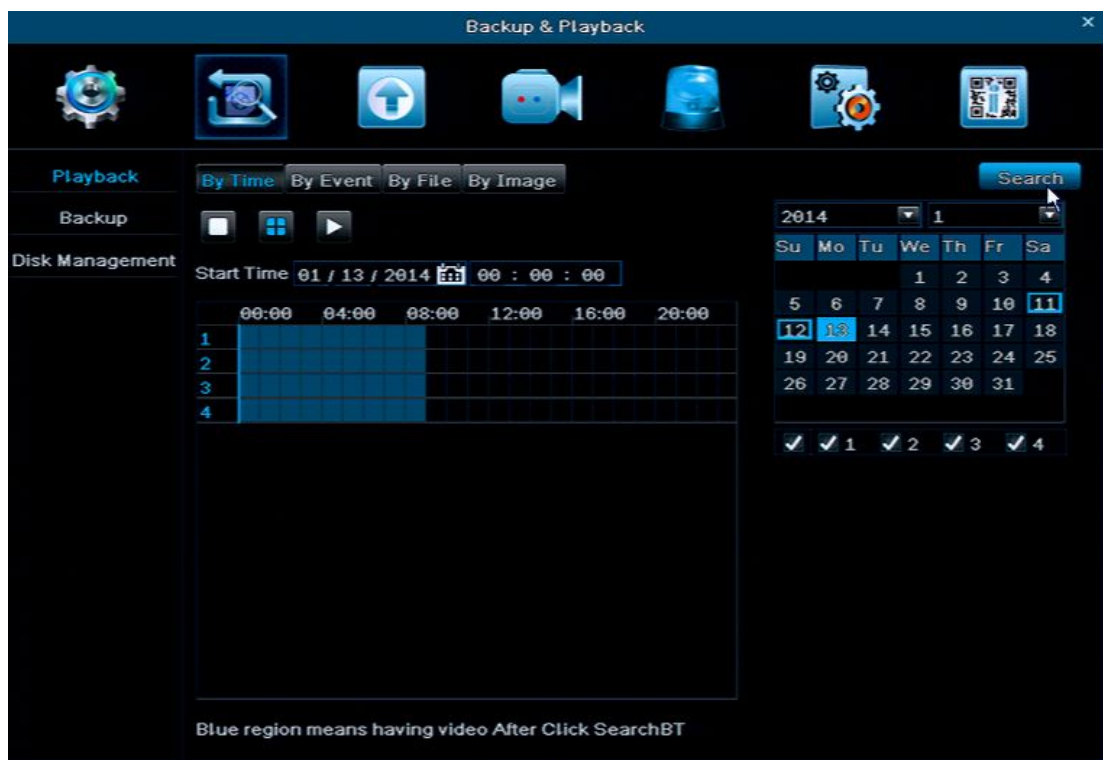 Backup & Playback
Playback
Backup
Disk Management
By Time By Event By File By Image
Search
Start Time 01 / 13 / 2014 00 : 00 : 00
00:00 04:00 08:00 12:00 16:00 20:00
1
2
3
4
2014 1
Su Mo Tu We Th Fr Sa
1 2 3 4
5 6 7 8 9 10 11
12 13 14 15 16 17 18
19 20 21 22 23 24 25
26 27 28 29 30 31
1 2 3 4
Blue region means having video After Click SearchBT